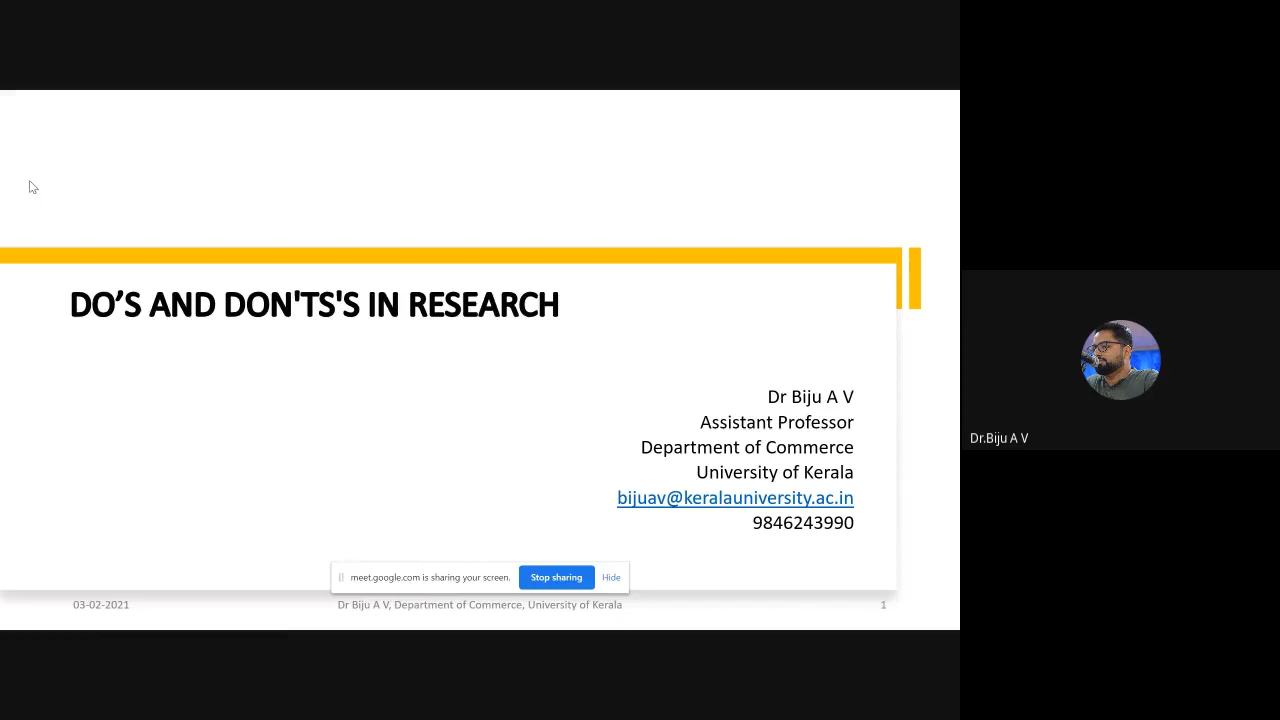 DO’S AND DON'TS'S IN RESEARCH
Dr Biju A V
Assistant Professor
Department of Commerce
University of Kerala
bijuav@keralauniversity.ac.in
9846243990
meet.google.com is sharing your screen. Stop sharing Hide
03-02-2021 Dr Biju A V, Department of Commerce, University of Kerala 1
Dr.Biju A V